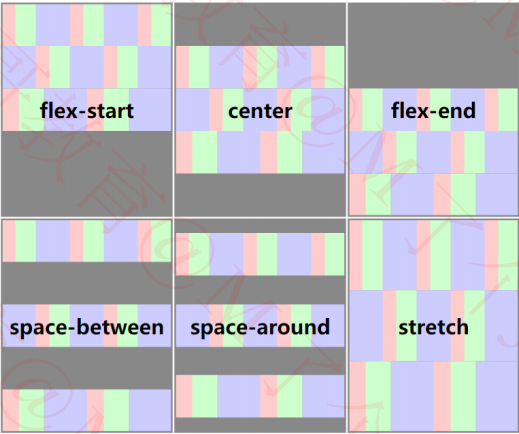 flex-start
center
flex-end
space-between
space-around
stretch